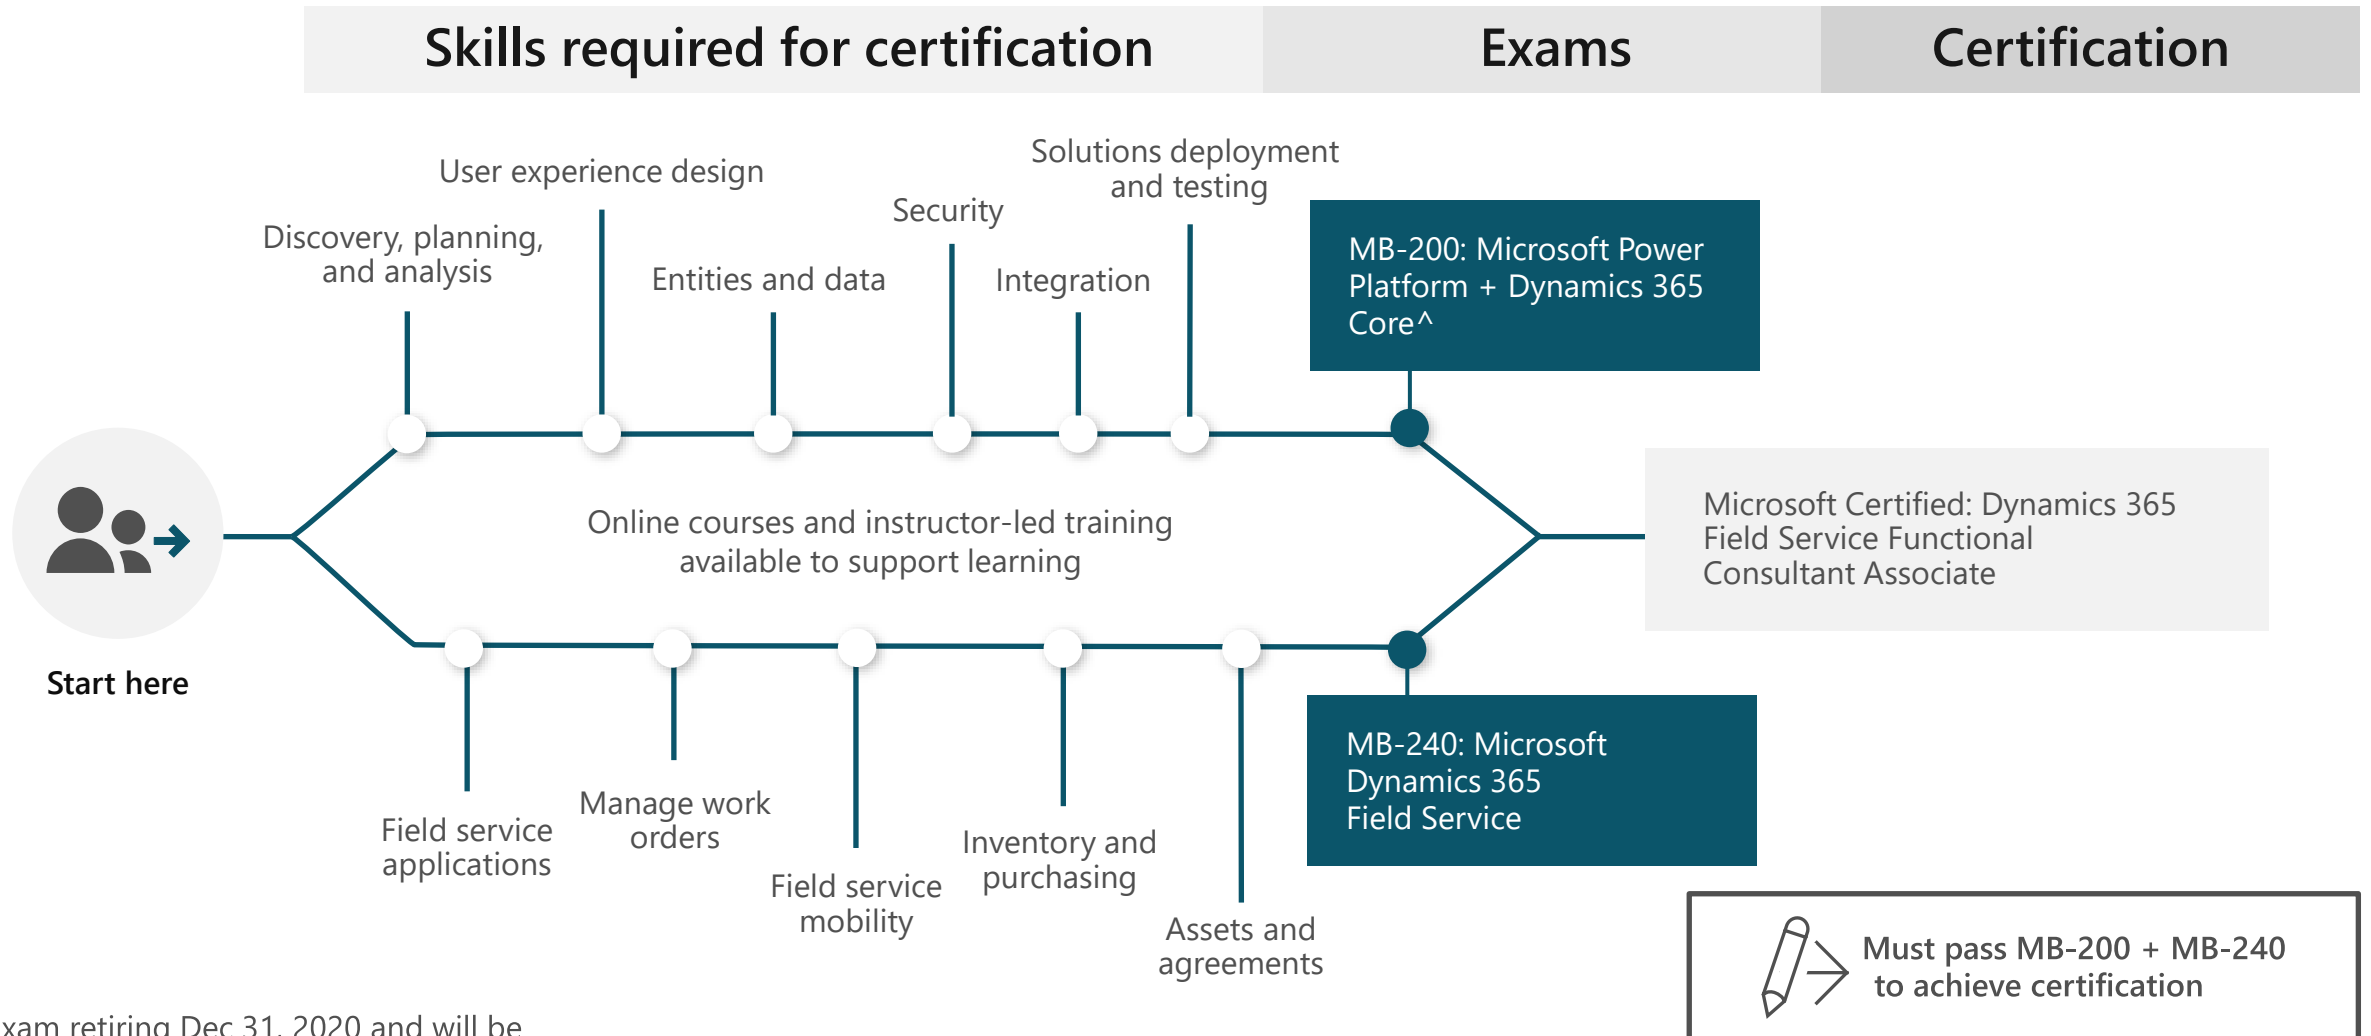 Skills required for certification
Exams
Certification
Discovery, planning,
and analysis
User experience design
Entities and data
Security
Integration
Solutions deployment
and testing
MB-200: Microsoft Power
Platform + Dynamics 365
Core^
Start here
Online courses and instructor-led training
available to support learning
Microsoft Certified: Dynamics 365
Field Service Functional
Consultant Associate
Field service
applications
Manage work
orders
Field service
mobility
Inventory and
purchasing
Assets and
agreements
MB-240: Microsoft
Dynamics 365
Field Service
Must pass MB-200 + MB-240
to achieve certification
retiring Dec 31, 2020 and will be